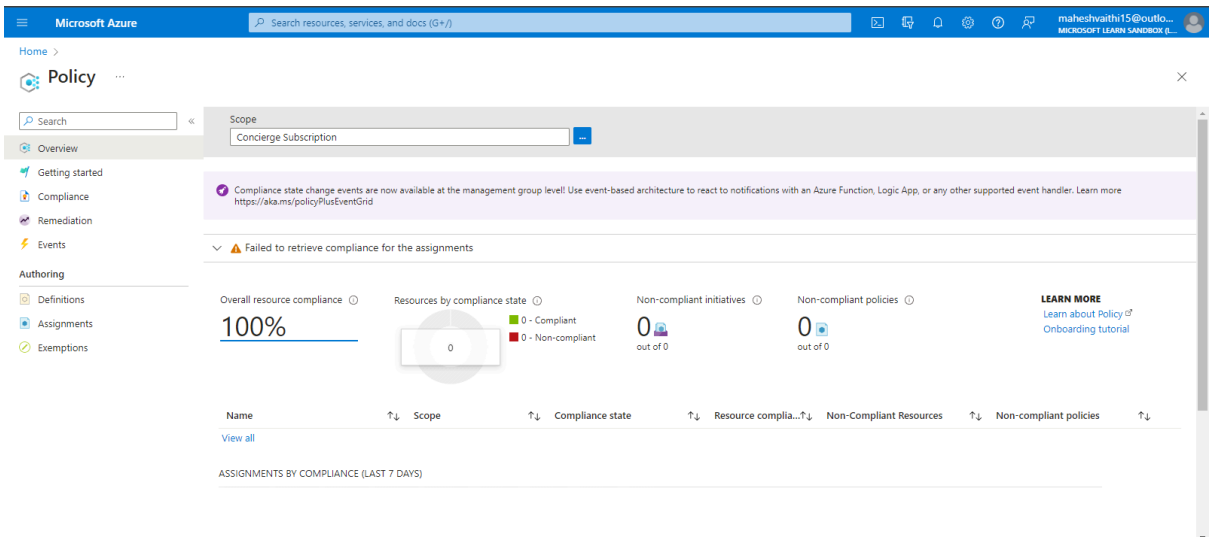 Microsoft Azure
Search resources, services, and docs (G+/)
maheshvaithi15@outlo...
MICROSOFT LEARN SANDBOX (L...
Home >
Policy ...
Search
«
Overview
Getting started
Compliance
Remediation
Events
Authoring
Definitions
Assignments
Exemptions
Scope
Concierge Subscription
...
Compliance state change events are now available at the management group level! Use event-based architecture to react to notifications with an Azure Function, Logic App, or any other supported event handler. Learn more
https://aka.ms/policyPlusEventGrid
Failed to retrieve compliance for the assignments
Overall resource compliance
100%
Resources by compliance state
0
0 - Compliant
0 - Non-compliant
Non-compliant initiatives
0
out of 0
Non-compliant policies
0
out of 0
LEARN MORE
Learn about Policy
Onboarding tutorial
Name ↑↓ Scope ↑↓ Compliance state ↑↓ Resource complia...↑↓ Non-Compliant Resources ↑↓ Non-compliant policies ↑↓
View all
ASSIGNMENTS BY COMPLIANCE (LAST 7 DAYS)